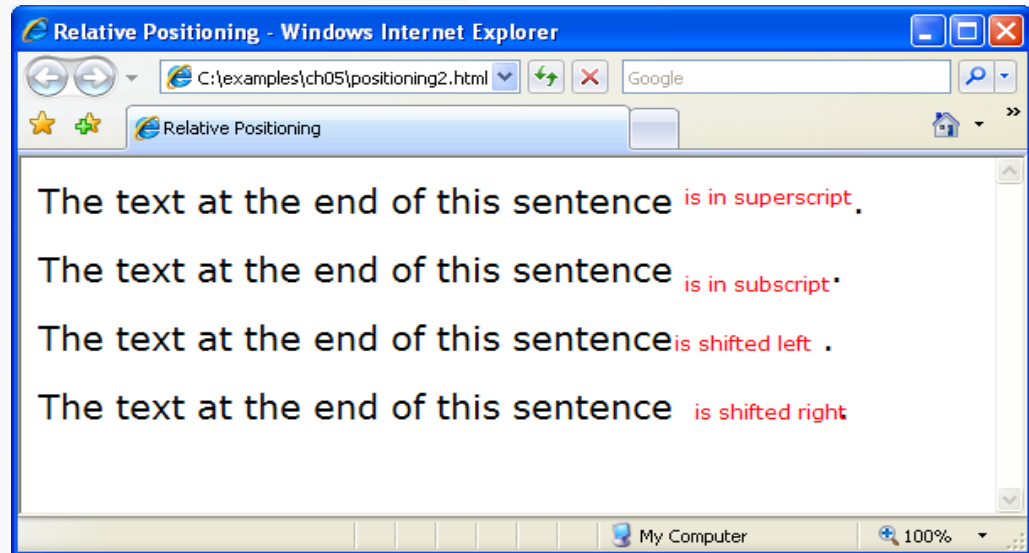 Relative Positioning - Windows Internet Explorer
C:\examples\ch05\positioning2.html
Google
Relative Positioning
»
The text at the end of this sentence is in superscript.
The text at the end of this sentence is in subscript.
The text at the end of this sentence is shifted left .
The text at the end of this sentence is shifted right.
My Computer
100%